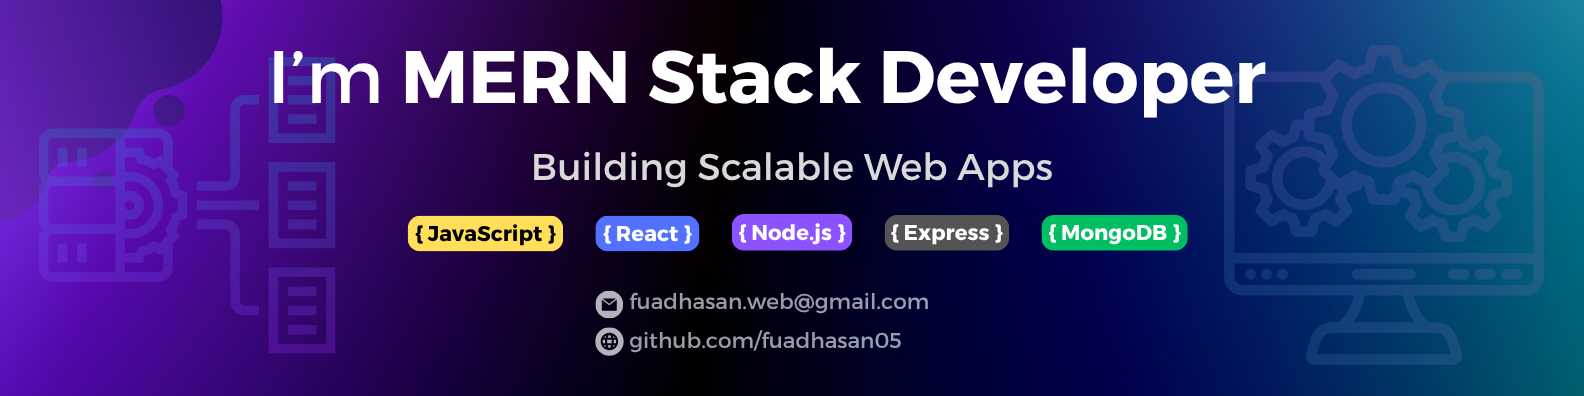 I'm MERN Stack Developer
Building Scalable Web Apps
{ JavaScript } { React } { Node.js } { Express } { MongoDB }
fuadhasan.web@gmail.com
github.com/fuadhasan05